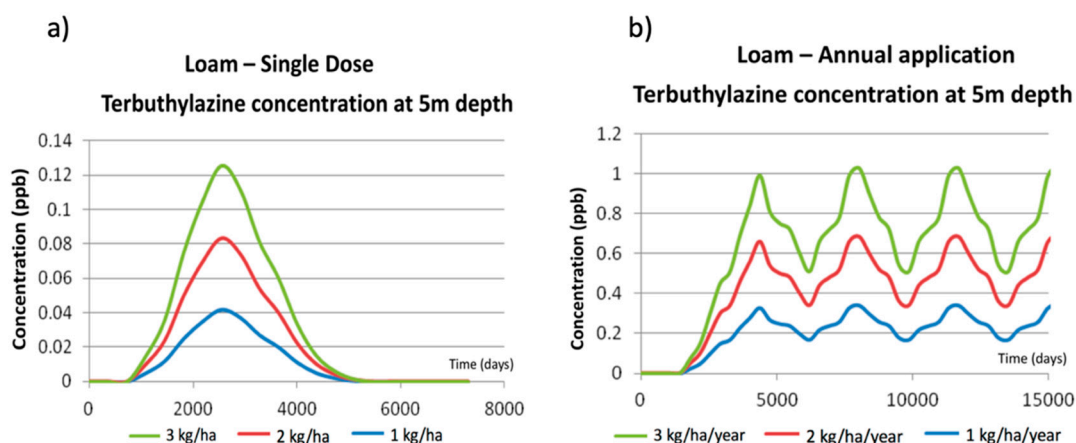 a)
Loam – Single Dose
Terbuthylazine concentration at 5m depth
Concentration (ppb)
0.14
0.12
0.1
0.08
0.06
0.04
0.02
0
Time (days)
0 2000 4000 6000 8000
3 kg/ha 2 kg/ha 1 kg/ha
b)
Loam – Annual application
Terbuthylazine concentration at 5m depth
Concentration (ppb)
1.2
1
0.8
0.6
0.4
0.2
0
Time (days)
0 5000 10000 15000
3 kg/ha/year 2 kg/ha/year 1 kg/ha/year